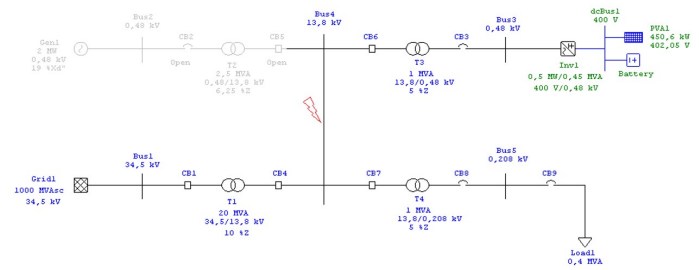 Bus2
0,48 kV
Gen1
2 MW
0,48 kV
19 %Xd"
CB2
Open
T2
2,5 MVA
0,48/13,8 kV
6,25 %Z
CB5
Open
Bus4
13,8 kV
CB6
T3
1 MVA
13,8/0,48 kV
5 %Z
CB3
Bus3
0,48 kV
Inv1
0,5 MW/0,45 MVA
400 V/0,48 kV
dcBus1
400 V
PVA1
450,6 kW
402,05 V
Battery
Grid1
1000 MVAsc
34,5 kV
Bus1
34,5 kV
CB1
T1
20 MVA
34,5/13,8 kV
10 %Z
CB4
CB7
T4
1 MVA
13,8/0,208 kV
5 %Z
CB8
Bus5
0,208 kV
CB9
Load1
0,4 MVA